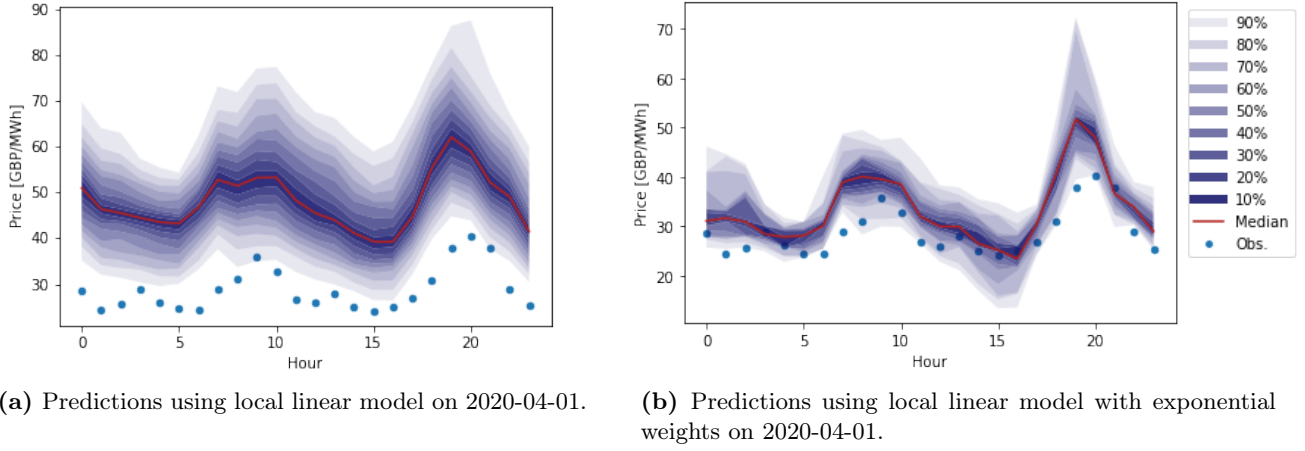 90
80
70
60
50
40
30
Price [GBP/MWh]
0 5 10 15 20
Hour
70
60
50
40
30
20
Price [GBP/MWh]
0 5 10 15 20
Hour
90%
80%
70%
60%
50%
40%
30%
20%
10%
Median
Obs.
(a) Predictions using local linear model on 2020-04-01.
(b) Predictions using local linear model with exponential
weights on 2020-04-01.